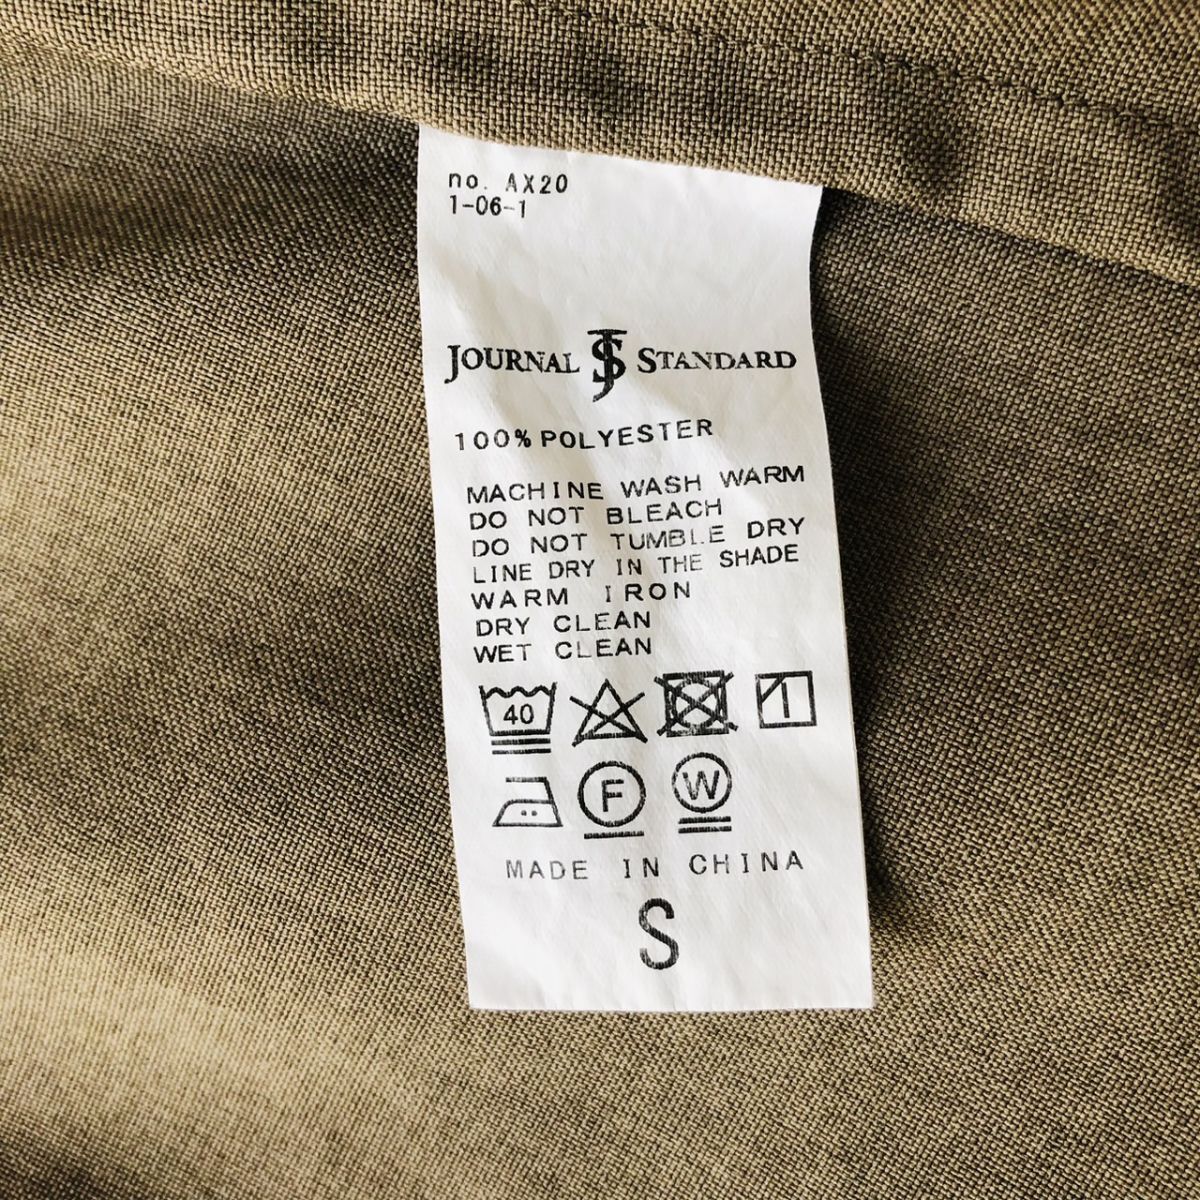 no. AX20
1-06-1
JOURNAL JS STANDARD
100% POLYESTER
MACHINE WASH WARM
DO NOT BLEACH
DO NOT TUMBLE DRY
LINE DRY IN THE SHADE
WARM IRON
DRY CLEAN
WET CLEAN
40
F W
MADE IN CHINA
S